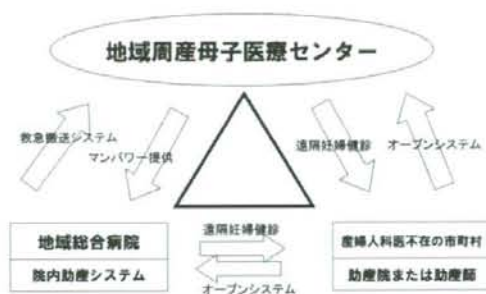 地域周産母子医療センター
救急搬送システム
マンパワー提供
遠隔妊婦健診
オープンシステム
地域総合病院
院内助産システム
遠隔妊婦健診
オープンシステム
産婦人科医不在の市町村
助産院または助産師